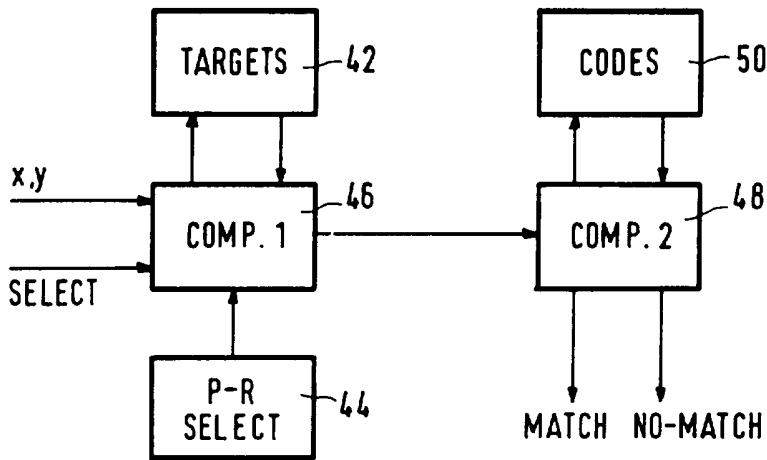 TARGETS 42
CODES 50
x,y
COMP. 1 46
COMP. 2 48
SELECT
P-R
SELECT 44
MATCH NO-MATCH